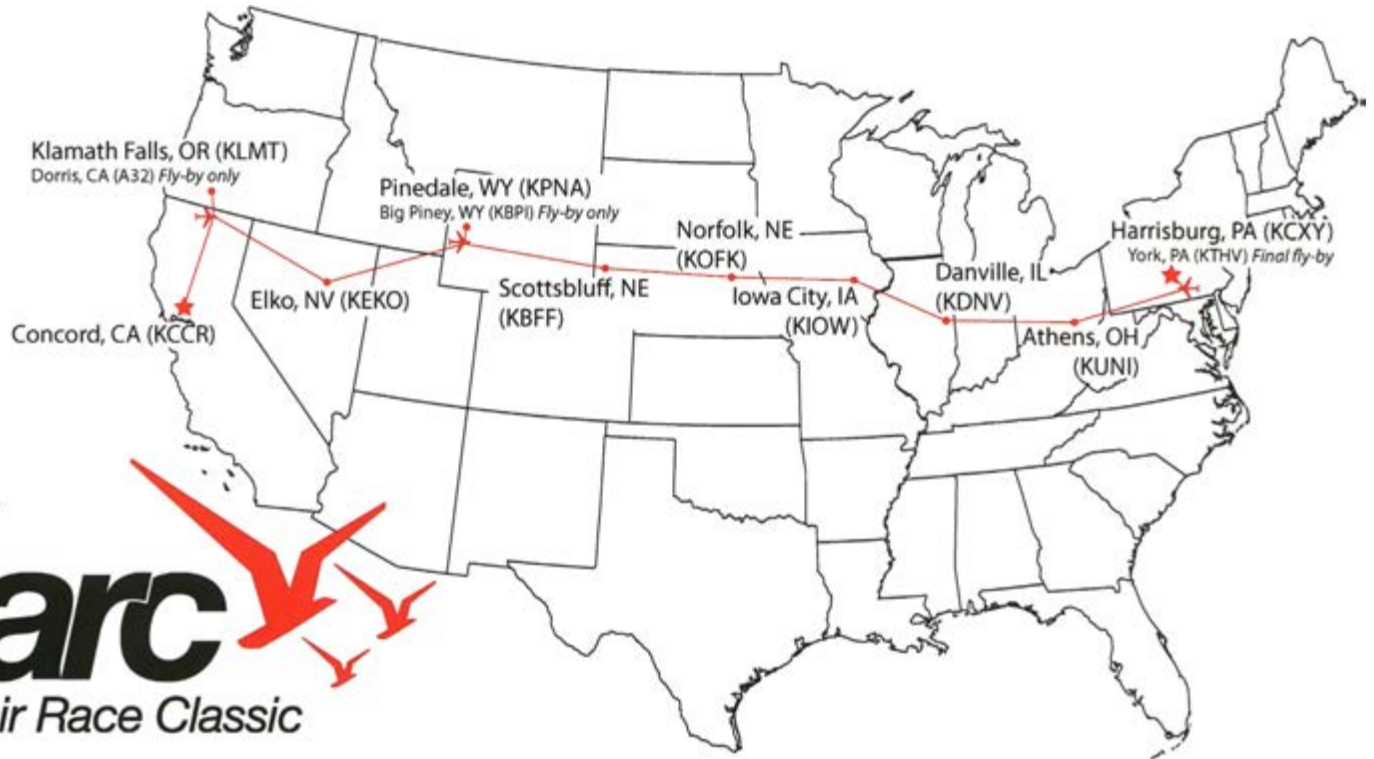 Klamath Falls, OR (KLMT)
Dorris, CA (A32) Fly-by only
Pinedale, WY (KPNA)
Big Piney, WY (KBPI) Fly-by only
Norfolk, NE
(KOFK)
Harrisburg, PA (KCXY)
York, PA (KTHV) Final fly-by
Elko, NV (KEKO)
Scottsbluff, NE
(KBFF)
Iowa City, IA
(KIOW)
Danville, IL
(KDNV)
Concord, CA (KCCR)
Athens, OH
(KUNI)
arc
ir Race Classic